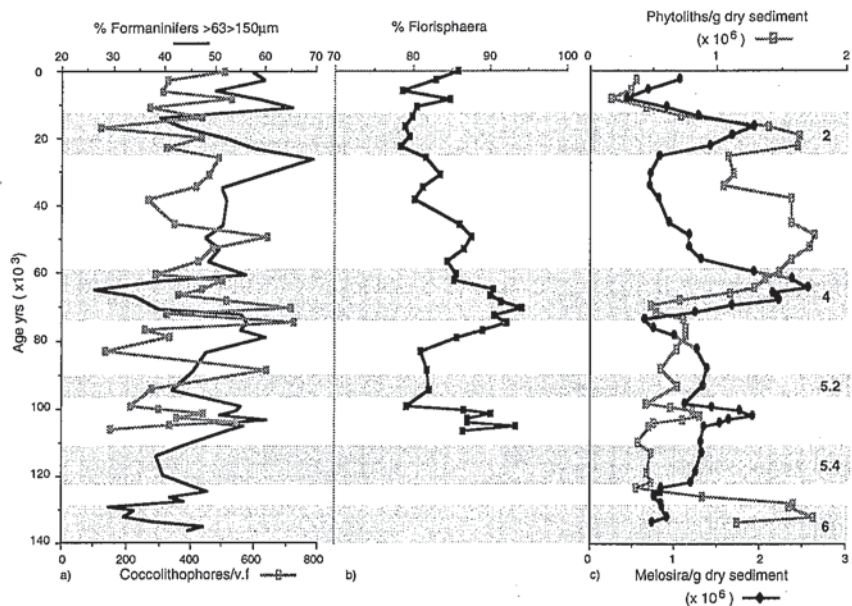 % Formaninifers >63>150µm
20 30 40 50 60 70
% Florisphaera
70 80 90 100
Phytoliths/g dry sediment
(x 10⁶)
0 1 2
Age yrs (x10³)
0
20
40
60
80
100
120
140
2
4
5.2
5.4
6
0 200 400 600 800
a) Coccolithophores/v.f
b)
0 1 2 3
c) Melosira/g dry sediment
(x 10⁶)